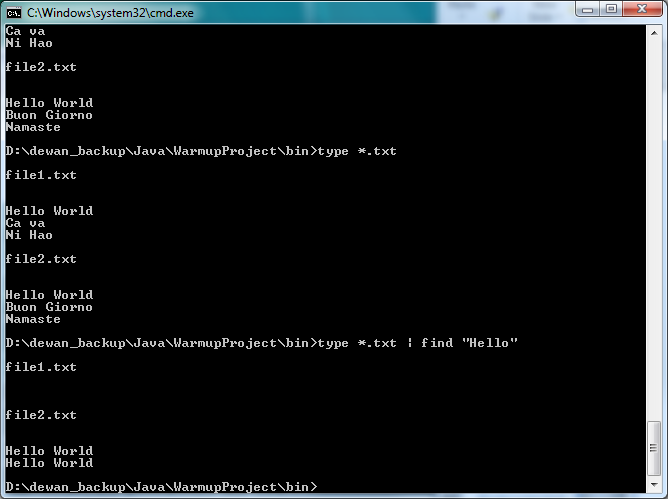 C:\Windows\system32\cmd.exe
Ca va
Ni Hao
file2.txt
Hello World
Buon Giorno
Namaste
D:\dewan_backup\Java\WarmupProject\bin>type *.txt
file1.txt
Hello World
Ca va
Ni Hao
file2.txt
Hello World
Buon Giorno
Namaste
D:\dewan_backup\Java\WarmupProject\bin>type *.txt | find "Hello"
file1.txt
file2.txt
Hello World
Hello World
D:\dewan_backup\Java\WarmupProject\bin>